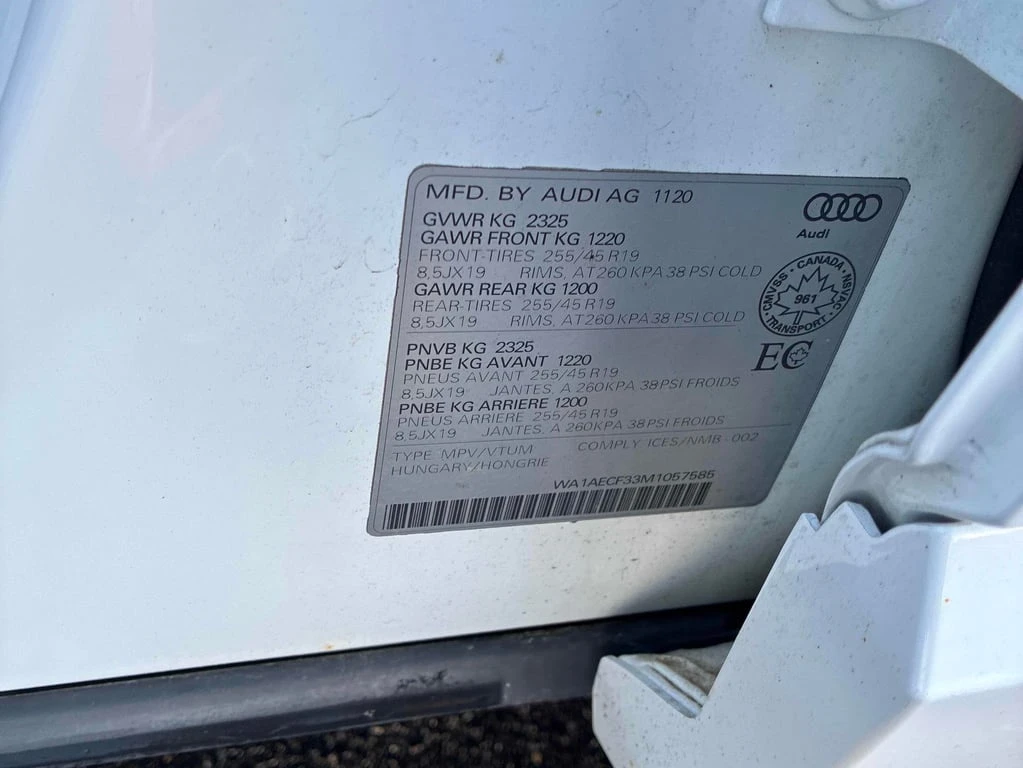 MFD. BY AUDI AG 1120
Audi
GVWR KG 2325
GAWR FRONT KG 1220
FRONT-TIRES 255/45 R19
8,5JX19 RIMS, AT 260 KPA 38 PSI COLD
GAWR REAR KG 1200
REAR-TIRES 255/45 R19
8,5JX19 RIMS, AT 260 KPA 38 PSI COLD
CMVSS · CANADA · NSVAC
961
TRANSPORT
PNVB KG 2325
PNBE KG AVANT 1220
PNEUS AVANT 255/45 R19
8,5JX19 JANTES, A 260KPA 38PSI FROIDS
PNBE KG ARRIERE 1200
PNEUS ARRIERE 255/45 R19
8,5JX19 JANTES, A 260KPA 38PSI FROIDS
EC
TYPE MPV/VTUM COMPLY ICES/NMB-002
HUNGARY/HONGRIE
WA1AECF33M1057585